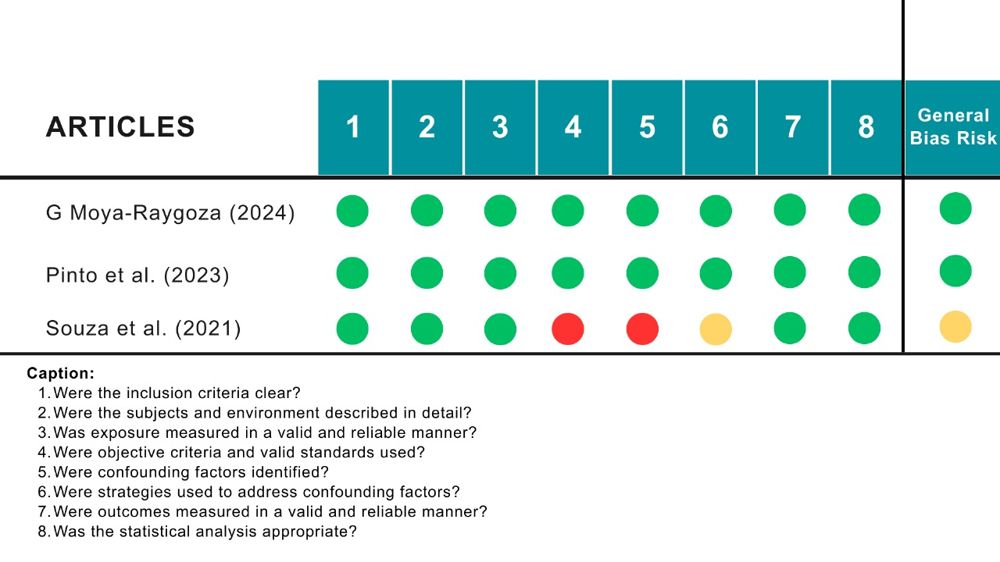 ARTICLES 1 2 3 4 5 6 7 8 General Bias Risk
G Moya-Raygoza (2024)
Pinto et al. (2023)
Souza et al. (2021)
Caption:
1. Were the inclusion criteria clear?
2. Were the subjects and environment described in detail?
3. Was exposure measured in a valid and reliable manner?
4. Were objective criteria and valid standards used?
5. Were confounding factors identified?
6. Were strategies used to address confounding factors?
7. Were outcomes measured in a valid and reliable manner?
8. Was the statistical analysis appropriate?